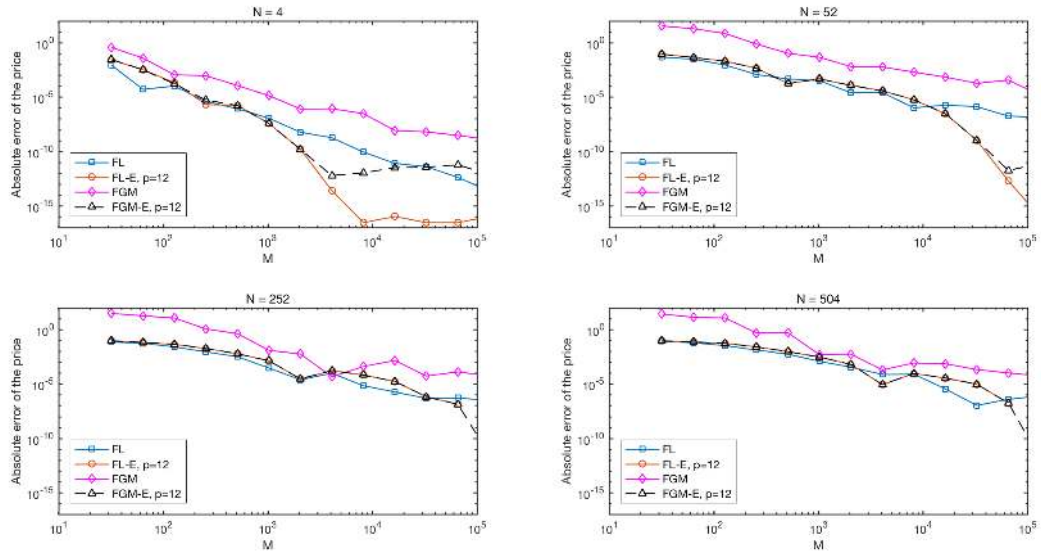 N = 4
Absolute error of the price
10^0
10^-5
10^-10
10^-15
FL
FL-E, p=12
FGM
FGM-E, p=12
10^1
10^2
10^3
10^4
10^5
M
N = 52
Absolute error of the price
10^0
10^-5
10^-10
10^-15
FL
FL-E, p=12
FGM
FGM-E, p=12
10^1
10^2
10^3
10^4
10^5
M
N = 252
Absolute error of the price
10^0
10^-5
10^-10
10^-15
FL
FL-E, p=12
FGM
FGM-E, p=12
10^1
10^2
10^3
10^4
10^5
M
N = 504
Absolute error of the price
10^0
10^-5
10^-10
10^-15
FL
FL-E, p=12
FGM
FGM-E, p=12
10^1
10^2
10^3
10^4
10^5
M